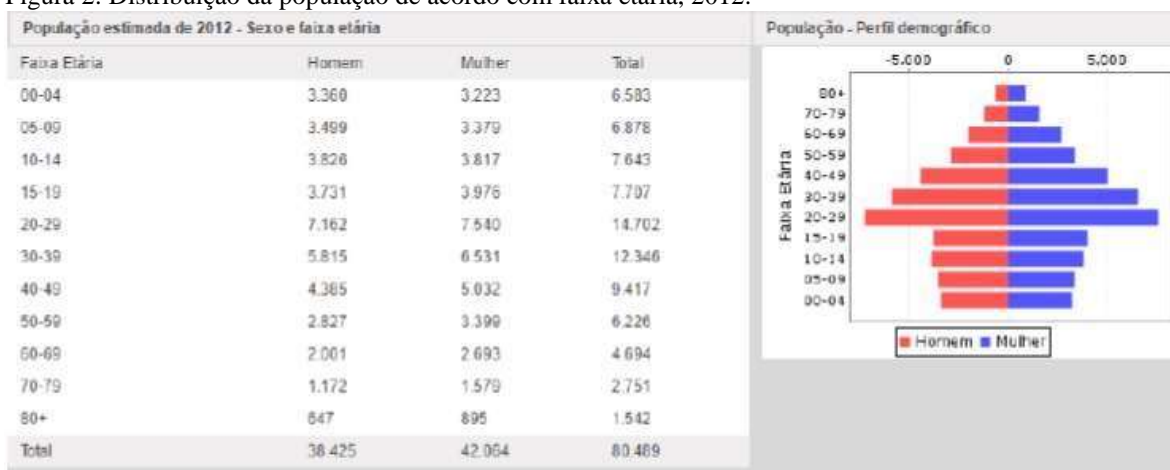 Figura 2: Distribuição da população de acordo com faixa etária, 2012.
População estimada de 2012 - Sexo e faixa etária
Faixa Etária Homem Mulher Total
00-04 3.360 3.223 6.583
05-09 3.499 3.379 6.878
10-14 3.826 3.817 7.643
15-19 3.731 3.976 7.707
20-29 7.162 7.540 14.702
30-39 5.815 6.531 12.346
40-49 4.385 5.032 9.417
50-59 2.827 3.399 6.226
60-69 2.001 2.693 4.694
70-79 1.172 1.579 2.751
80+ 647 895 1.542
Total 38.425 42.064 80.489
População - Perfil demográfico
-5.000 0 5.000
Faixa Etária
80+
70-79
60-69
50-59
40-49
30-39
20-29
15-19
10-14
05-09
00-04
Homem Mulher